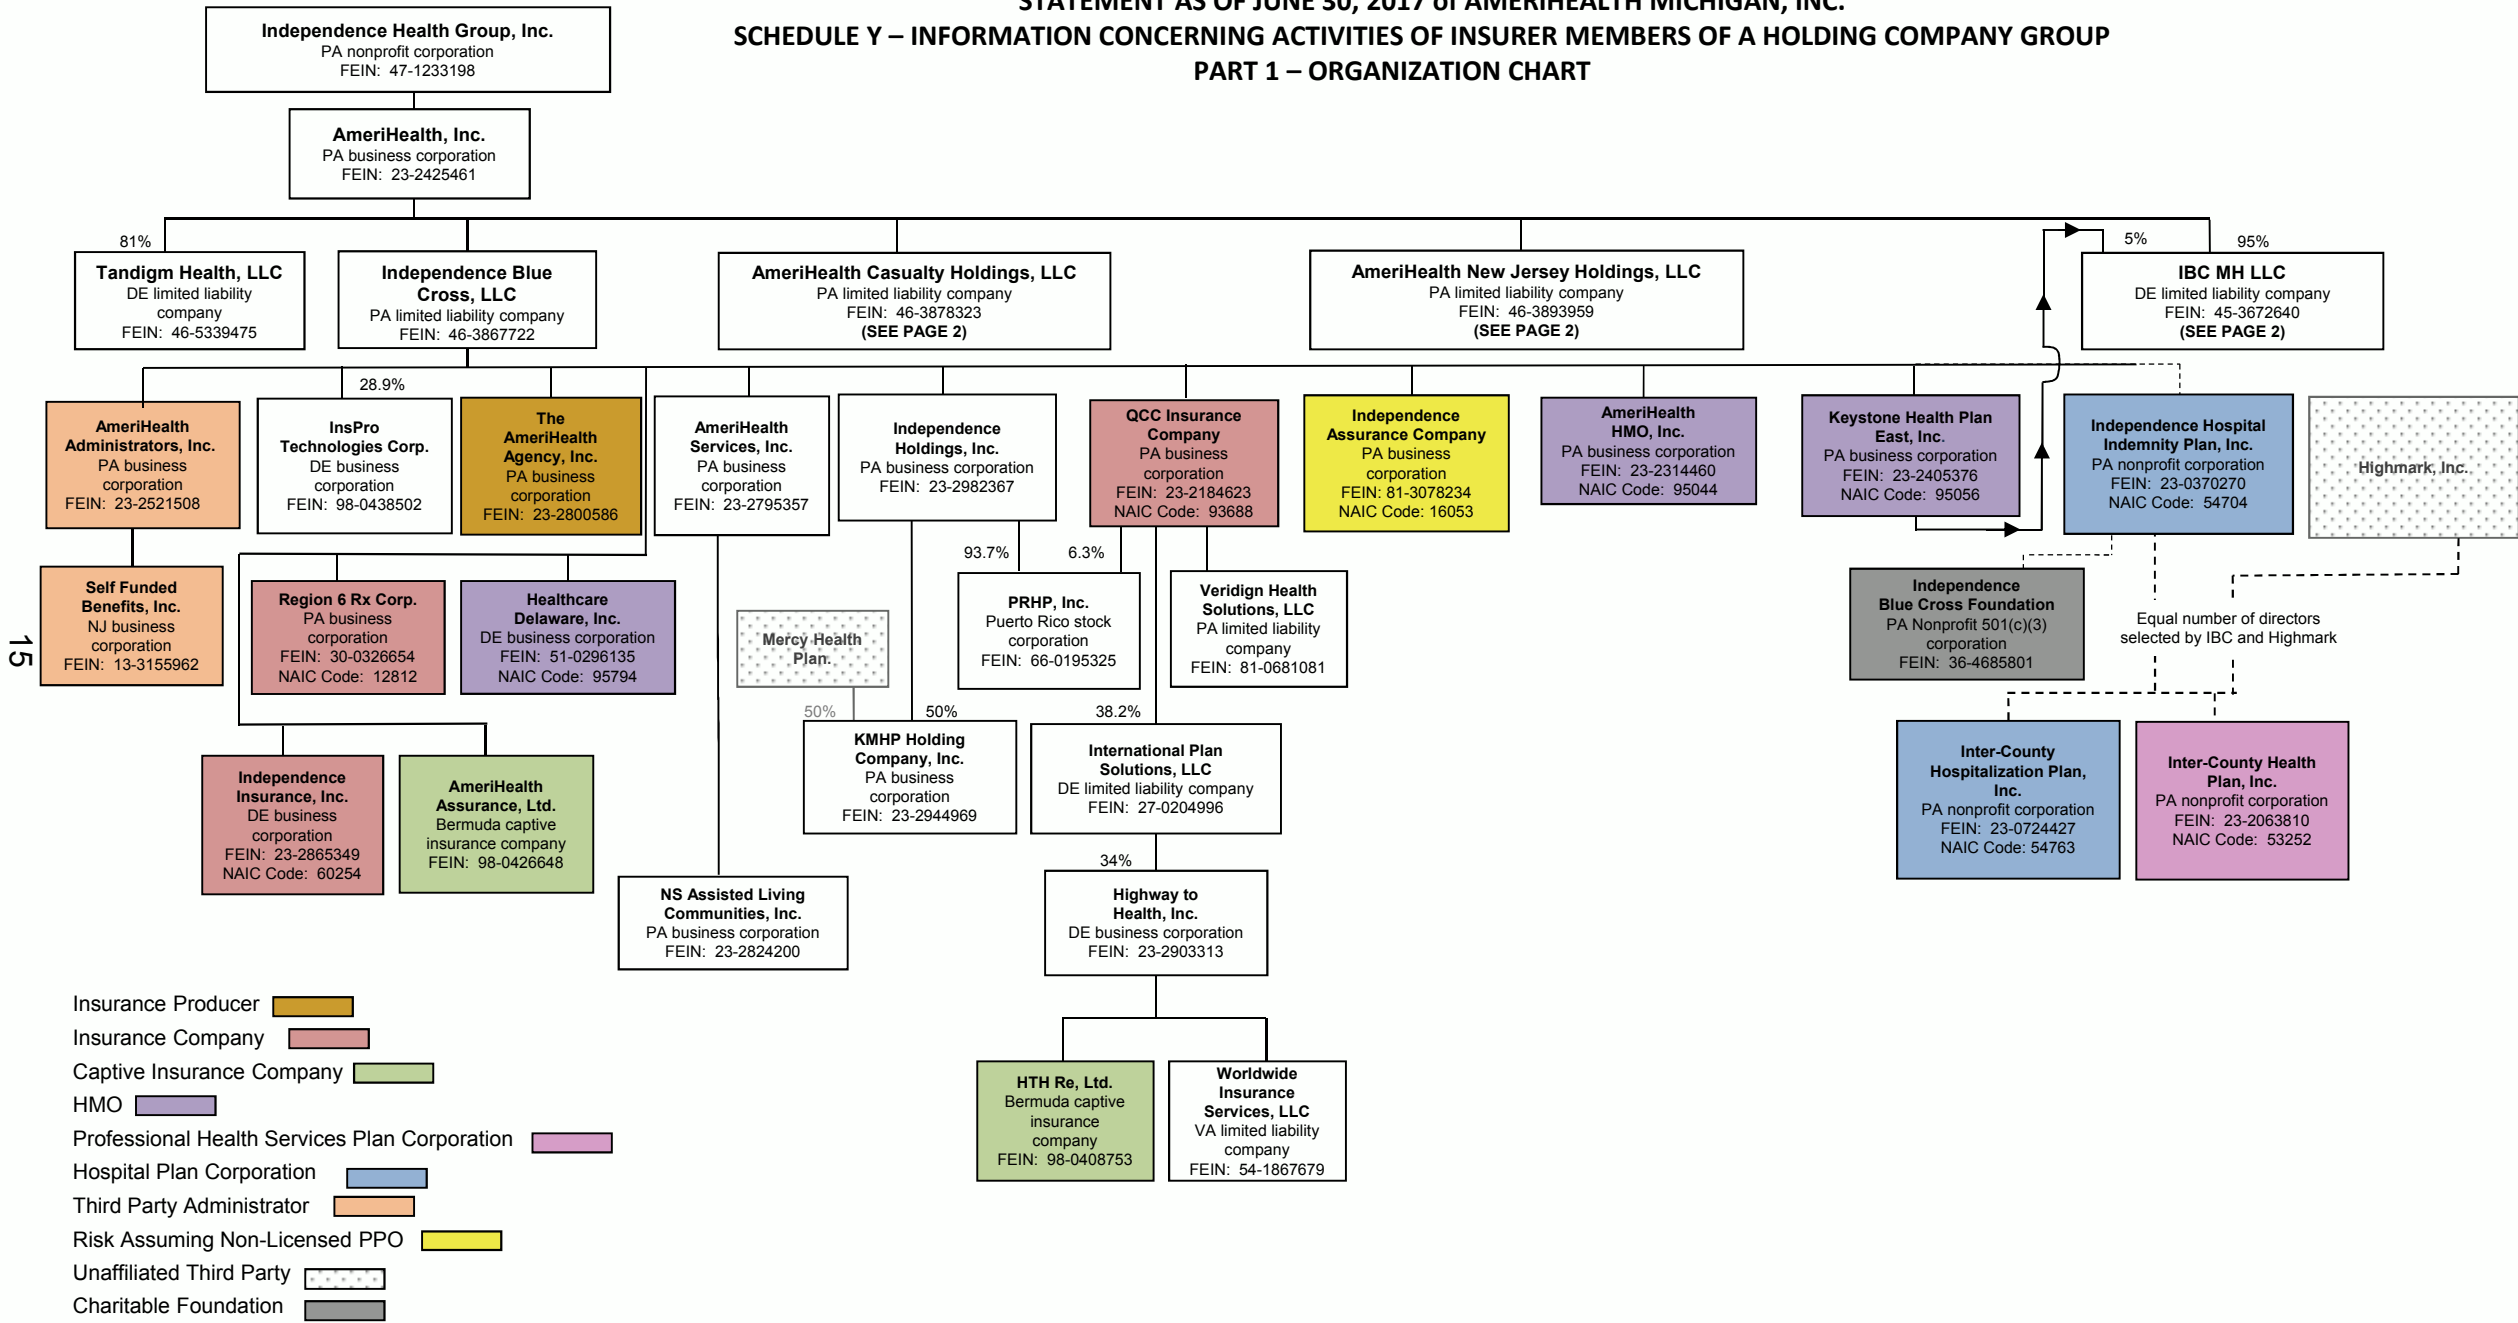 STATEMENT AS OF JUNE 30, 2017 of AMERIHEALTH MICHIGAN, INC.
SCHEDULE Y – INFORMATION CONCERNING ACTIVITIES OF INSURER MEMBERS OF A HOLDING COMPANY GROUP
PART 1 – ORGANIZATION CHART
Independence Health Group, Inc.
PA nonprofit corporation
FEIN: 47-1233198
AmeriHealth, Inc.
PA business corporation
FEIN: 23-2425461
81%
Tandigm Health, LLC
DE limited liability
company
FEIN: 46-5339475
Independence Blue
Cross, LLC
PA limited liability company
FEIN: 46-3867722
AmeriHealth Casualty Holdings, LLC
PA limited liability company
FEIN: 46-3878323
(SEE PAGE 2)
AmeriHealth New Jersey Holdings, LLC
PA limited liability company
FEIN: 46-3893959
(SEE PAGE 2)
5%
95%
IBC MH LLC
DE limited liability company
FEIN: 45-3672640
(SEE PAGE 2)
AmeriHealth
Administrators, Inc.
PA business
corporation
FEIN: 23-2521508
28.9%
InsPro
Technologies Corp.
DE business
corporation
FEIN: 98-0438502
The
AmeriHealth
Agency, Inc.
PA business
corporation
FEIN: 23-2800586
AmeriHealth
Services, Inc.
PA business
corporation
FEIN: 23-2795357
Independence
Holdings, Inc.
PA business corporation
FEIN: 23-2982367
QCC Insurance
Company
PA business
corporation
FEIN: 23-2184623
NAIC Code: 93688
Independence
Assurance Company
PA business
corporation
FEIN: 81-3078234
NAIC Code: 16053
AmeriHealth
HMO, Inc.
PA business corporation
FEIN: 23-2314460
NAIC Code: 95044
Keystone Health Plan
East, Inc.
PA business corporation
FEIN: 23-2405376
NAIC Code: 95056
Independence Hospital
Indemnity Plan, Inc.
PA nonprofit corporation
FEIN: 23-0370270
NAIC Code: 54704
Highmark, Inc.
Self Funded
Benefits, Inc.
NJ business
corporation
FEIN: 13-3155962
Region 6 Rx Corp.
PA business
corporation
FEIN: 30-0326654
NAIC Code: 12812
Healthcare
Delaware, Inc.
DE business corporation
FEIN: 51-0296135
NAIC Code: 95794
Mercy Health
Plan.
93.7%
6.3%
PRHP, Inc.
Puerto Rico stock
corporation
FEIN: 66-0195325
Veridign Health
Solutions, LLC
PA limited liability
company
FEIN: 81-0681081
Independence
Blue Cross Foundation
PA Nonprofit 501(c)(3)
corporation
FEIN: 36-4685801
Equal number of directors
selected by IBC and Highmark
15
Independence
Insurance, Inc.
DE business
corporation
FEIN: 23-2865349
NAIC Code: 60254
AmeriHealth
Assurance, Ltd.
Bermuda captive
insurance company
FEIN: 98-0426648
50%
50%
KMHP Holding
Company, Inc.
PA business
corporation
FEIN: 23-2944969
38.2%
International Plan
Solutions, LLC
DE limited liability company
FEIN: 27-0204996
Inter-County
Hospitalization Plan,
Inc.
PA nonprofit corporation
FEIN: 23-0724427
NAIC Code: 54763
Inter-County Health
Plan, Inc.
PA nonprofit corporation
FEIN: 23-2063810
NAIC Code: 53252
NS Assisted Living
Communities, Inc.
PA business corporation
FEIN: 23-2824200
34%
Highway to
Health, Inc.
DE business corporation
FEIN: 23-2903313
HTH Re, Ltd.
Bermuda captive
insurance
company
FEIN: 98-0408753
Worldwide
Insurance
Services, LLC
VA limited liability
company
FEIN: 54-1867679
Insurance Producer
Insurance Company
Captive Insurance Company
HMO
Professional Health Services Plan Corporation
Hospital Plan Corporation
Third Party Administrator
Risk Assuming Non-Licensed PPO
Unaffiliated Third Party
Charitable Foundation